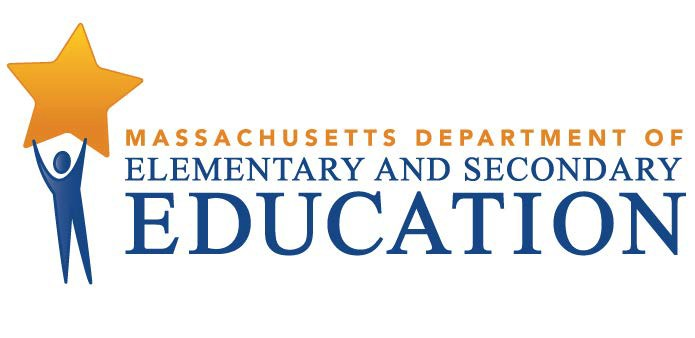 MASSACHUSETTS DEPARTMENT OF
ELEMENTARY AND SECONDARY
EDUCATION